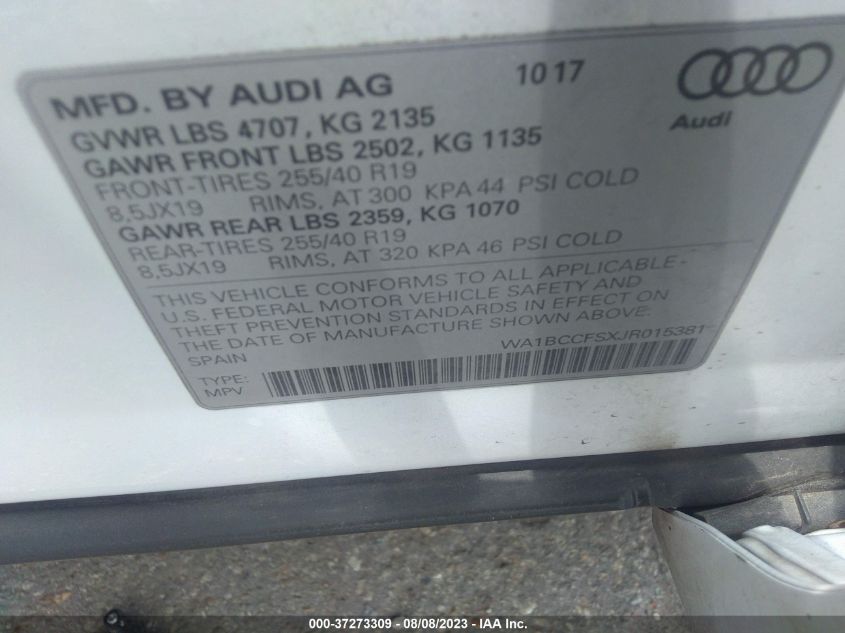 MFD. BY AUDI AG 10 17
Audi
GVWR LBS 4707, KG 2135
GAWR FRONT LBS 2502, KG 1135
FRONT-TIRES 255/40 R19
8,5JX19 RIMS, AT 300 KPA 44 PSI COLD
GAWR REAR LBS 2359, KG 1070
REAR-TIRES 255/40 R19
8,5JX19 RIMS, AT 320 KPA 46 PSI COLD
THIS VEHICLE CONFORMS TO ALL APPLICABLE-
U.S. FEDERAL MOTOR VEHICLE SAFETY AND
THEFT PREVENTION STANDARDS IN EFFECT ON
THE DATE OF MANUFACTURE SHOWN ABOVE.
SPAIN WA1BCCFSXJR015381
TYPE:
MPV
000-37273309 - 08/08/2023 - IAA Inc.